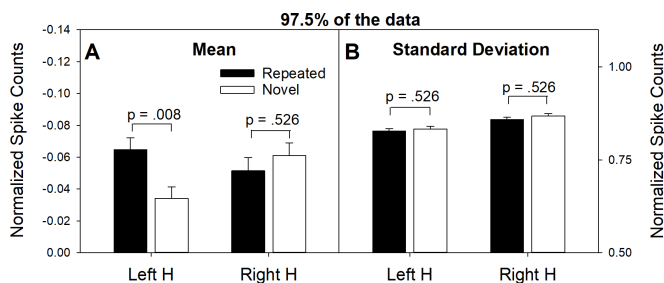 97.5% of the data
-0.14
-0.12
-0.10
-0.08
-0.06
-0.04
-0.02
0.00
Normalized Spike Counts
A
Mean
Repeated
Novel
p = .008
p = .526
Left H
Right H
B
Standard Deviation
p = .526
p = .526
Left H
Right H
1.00
0.75
0.50
Normalized Spike Counts